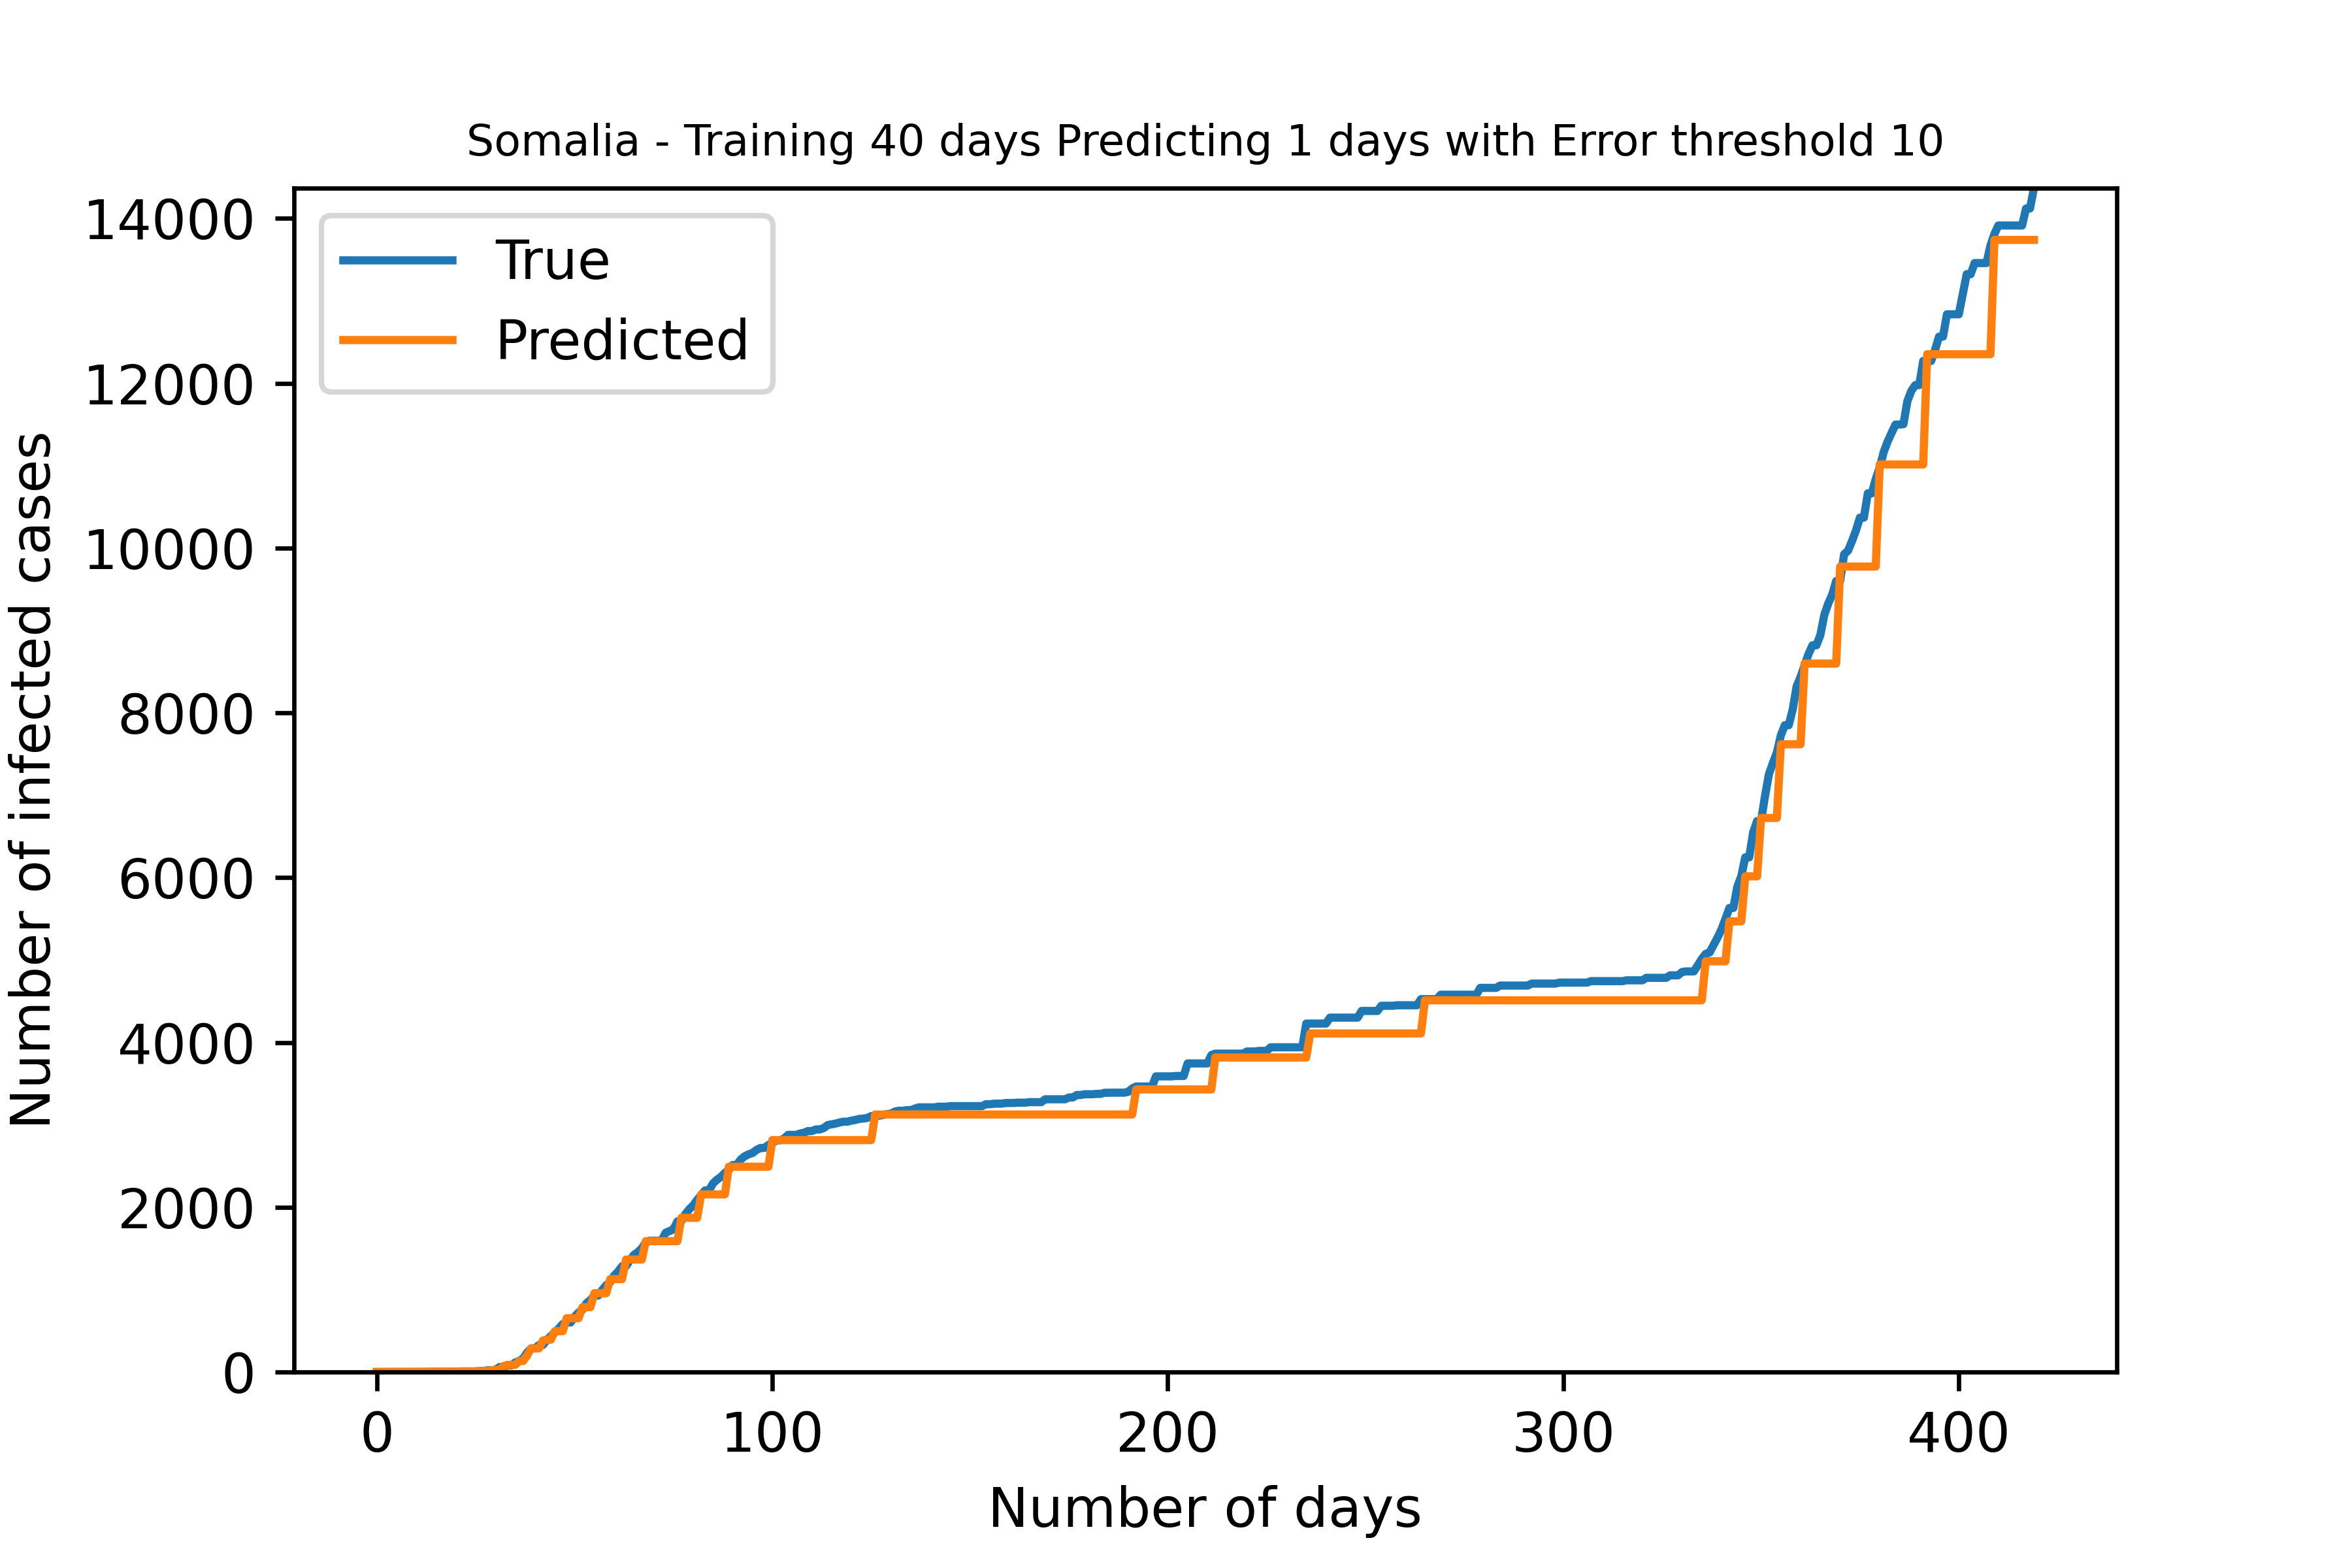 Somalia - Training 40 days Predicting 1 days with Error threshold 10
True
Predicted
14000
12000
10000
8000
6000
4000
2000
0
Number of infected cases
0 100 200 300 400
Number of days